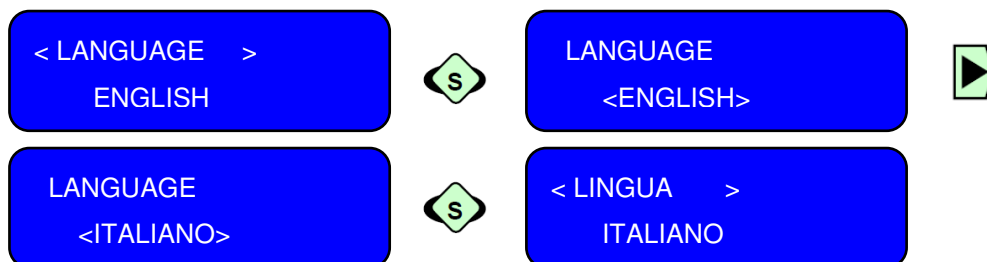 < LANGUAGE >
ENGLISH
S
LANGUAGE
<ENGLISH>
LANGUAGE
<ITALIANO>
S
< LINGUA >
ITALIANO